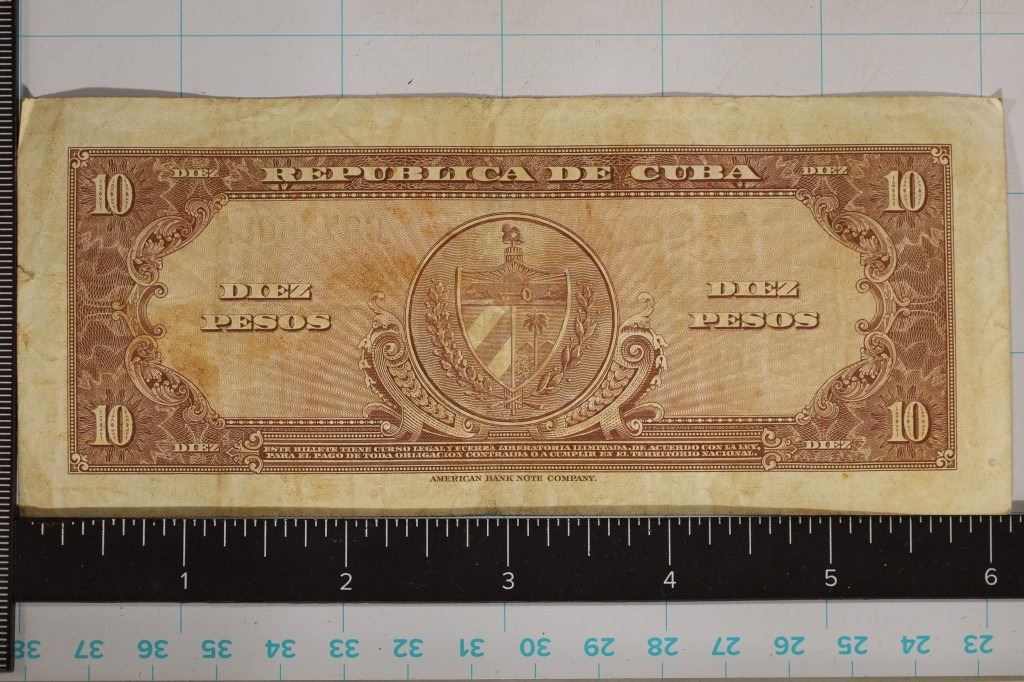 10 DIEZ REPUBLICA DE CUBA DIEZ 10
DIEZ PESOS
DIEZ PESOS
10 DIEZ
ESTE BILLETE TIENE CURSO LEGAL Y FUERZA LIBERATORIA ILIMITADA, DE ACUERDO CON LA LEY,
PARA EL PAGO DE TODA OBLIGACION CONTRAIDA O A CUMPLIR EN EL TERRITORIO NACIONAL.
DIEZ 10
AMERICAN BANK NOTE COMPANY.
1 2 3 4 5 6
38 37 36 35 34 33 32 31 30 29 28 27 26 25 24 23